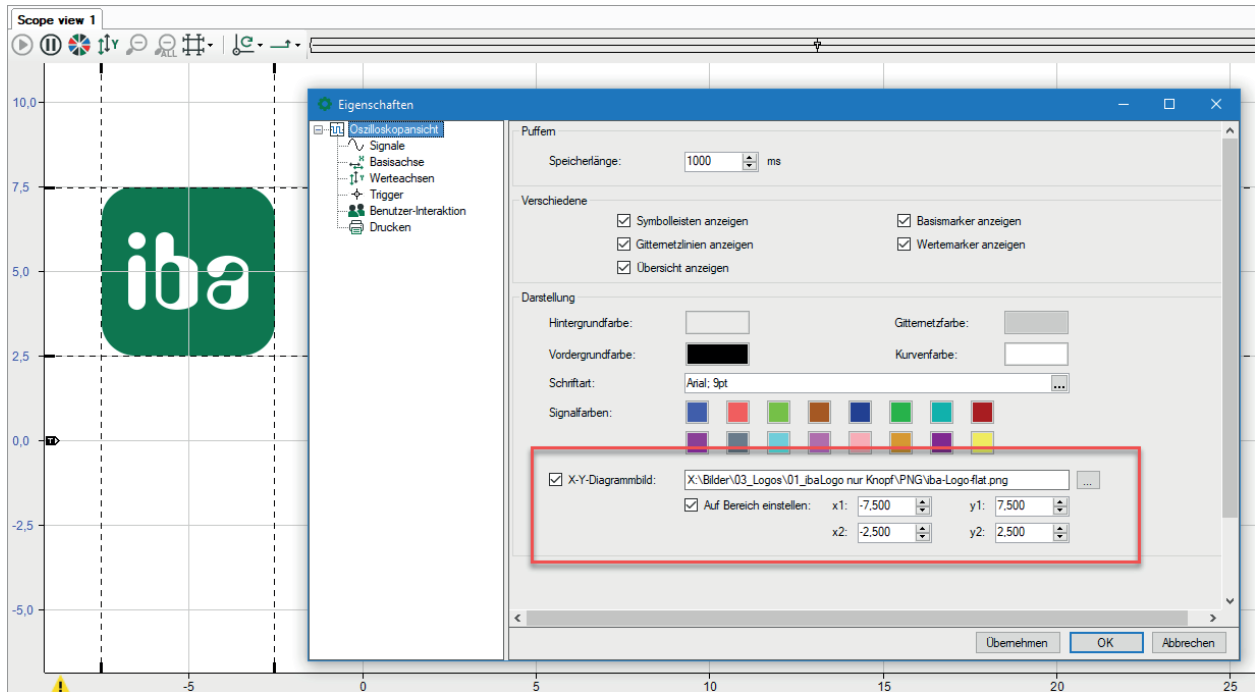 Scope view 1
Y
ALL
10,0
7,5
5,0
2,5
0,0
-2,5
-5,0
iba
T
-5
0
5
10
15
20
25
Eigenschaften
Oszilloskopansicht
Signale
Basisachse
Werteachsen
Trigger
Benutzer-Interaktion
Drucken
Puffern
Speicherlänge: 1000 ms
Verschiedene
Symbolleisten anzeigen Basismarker anzeigen
Gitternetzlinien anzeigen Wertemarker anzeigen
Übersicht anzeigen
Darstellung
Hintergrundfarbe: Gitternetzfarbe:
Vordergrundfarbe: Kurvenfarbe:
Schriftart: Arial; 9pt ...
Signalfarben:
X-Y-Diagrammbild: X:\Bilder\03_Logos\01_ibaLogo nur Knopf\PNG\iba-Logo-flat.png ...
Auf Bereich einstellen: x1: -7,500 y1: 7,500
x2: -2,500 y2: 2,500
Übernehmen OK Abbrechen